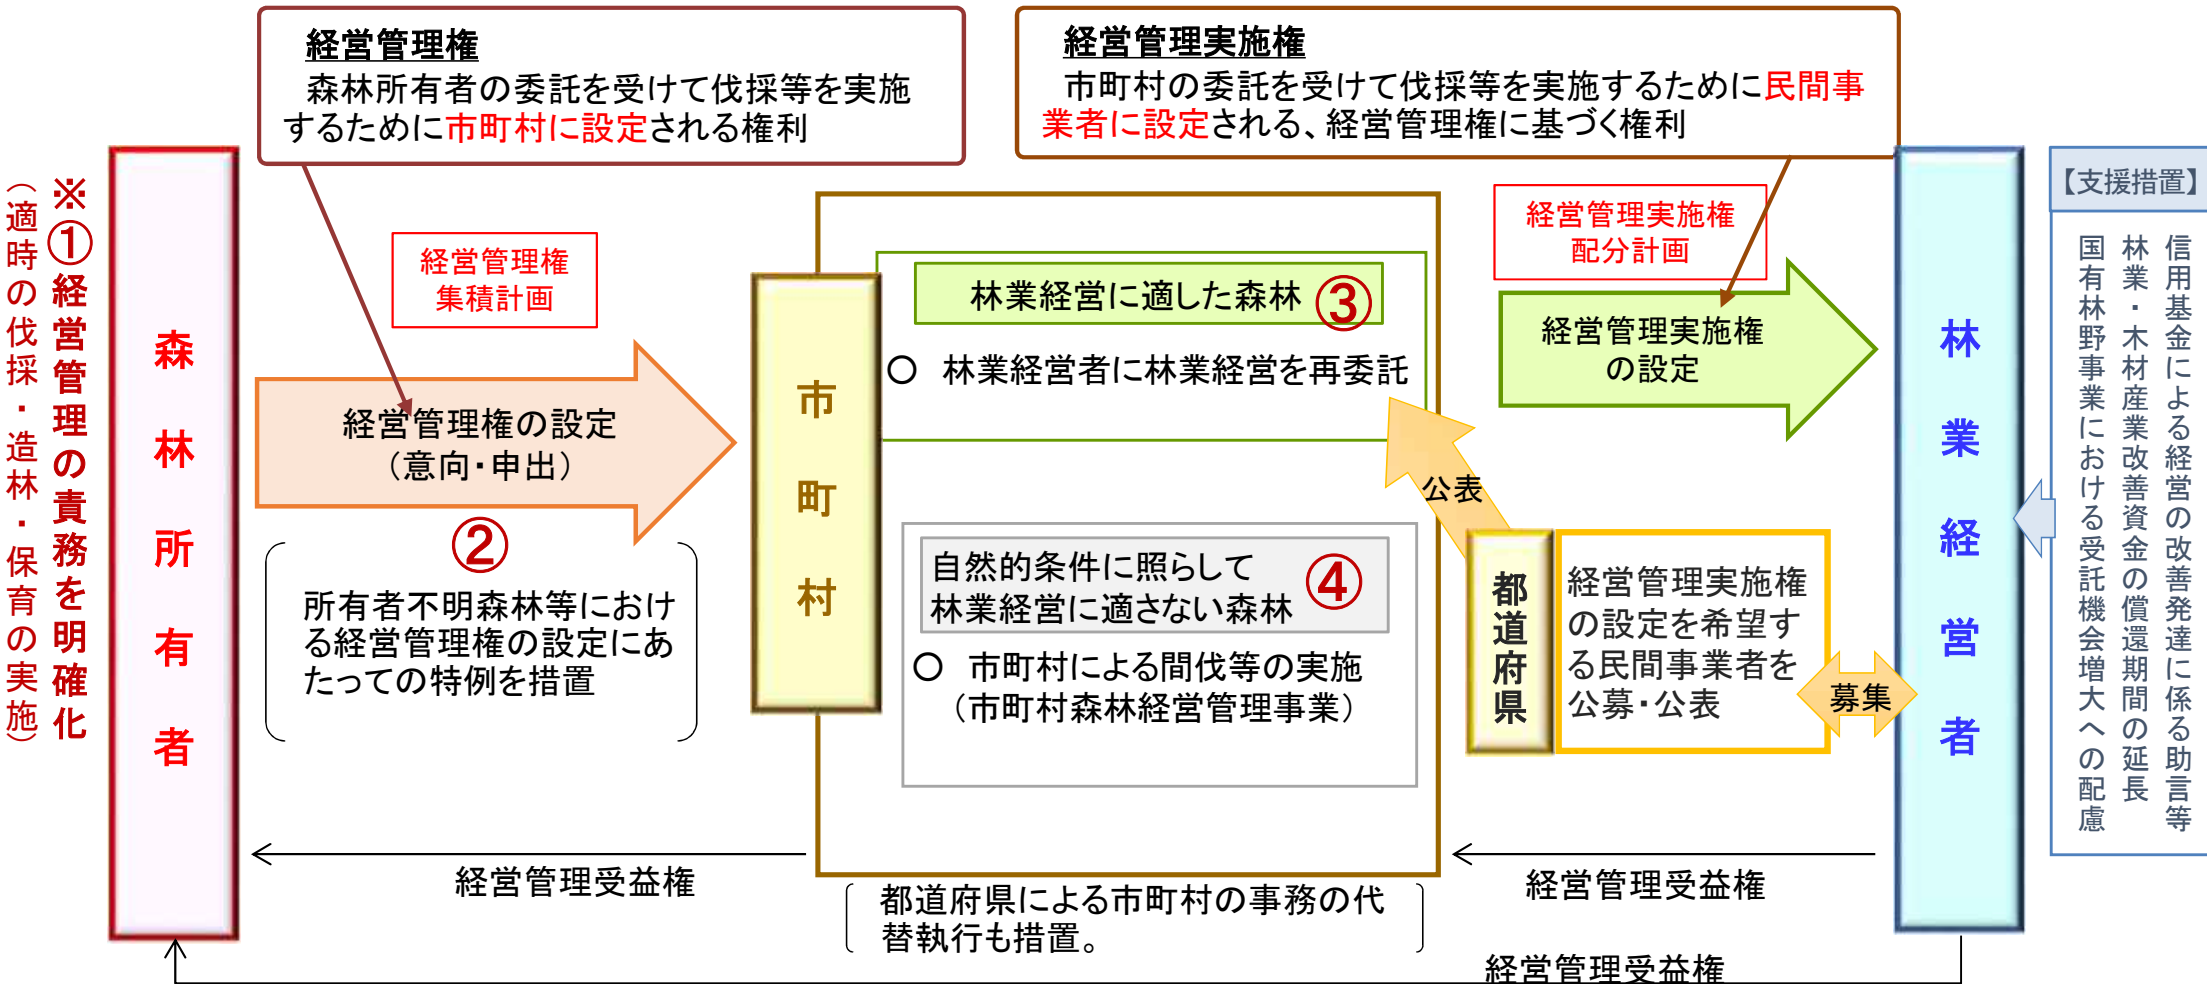 経営管理権
森林所有者の委託を受けて伐採等を実施
するために市町村に設定される権利
経営管理実施権
市町村の委託を受けて伐採等を実施するために民間事
業者に設定される、経営管理権に基づく権利
※①経営管理の責務を明確化
（適時の伐採・造林・保育の実施）
森林所有者
経営管理権
集積計画
経営管理権の設定
（意向・申出）
②
所有者不明森林等におけ
る経営管理権の設定にあ
たっての特例を措置
市町村
林業経営に適した森林 ③
○ 林業経営者に林業経営を再委託
自然的条件に照らして
林業経営に適さない森林 ④
○ 市町村による間伐等の実施
（市町村森林経営管理事業）
経営管理実施権
配分計画
経営管理実施権
の設定
公表
都道府県
経営管理実施権
の設定を希望す
る民間事業者を
公募・公表
募集
林業経営者
【支援措置】
信用基金による経営の改善発達に係る助言等
林業・木材産業改善資金の償還期間の延長
国有林野事業における受託機会増大への配慮
経営管理受益権
経営管理受益権
都道府県による市町村の事務の代
替執行も措置。
経営管理受益権